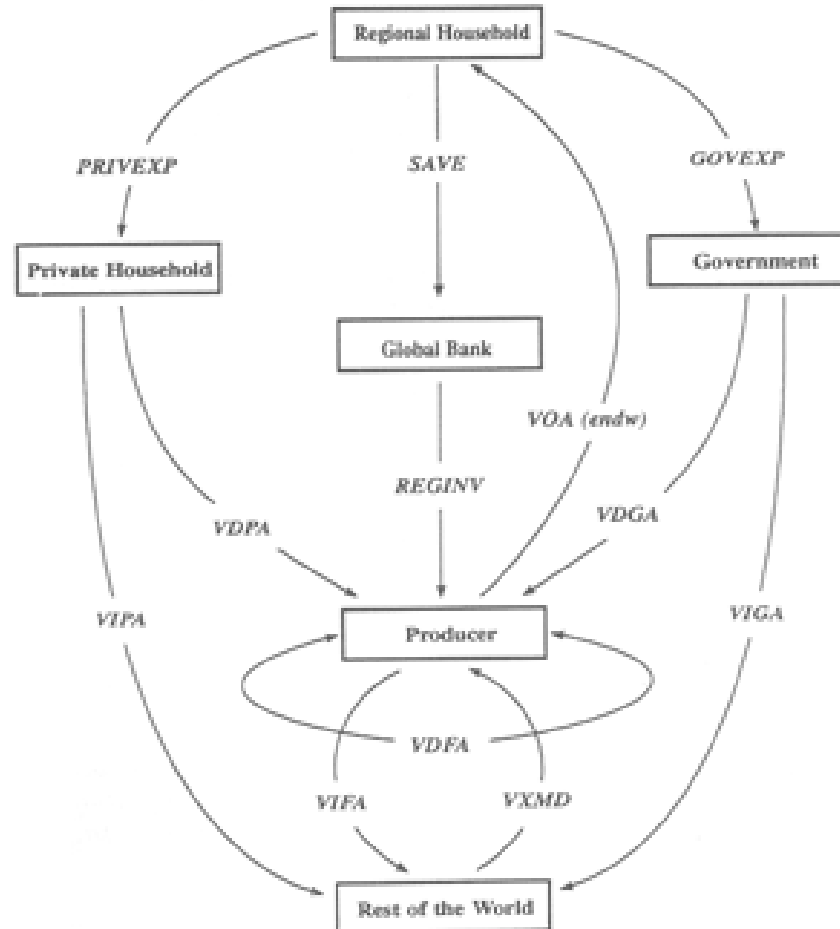 Regional Household
PRIVEXP
SAVE
GOVEXP
Private Household
Government
Global Bank
VOA (endw)
REGINV
VDPA
VDGA
VIPA
Producer
VIGA
VDFA
VIFA
VXMD
Rest of the World